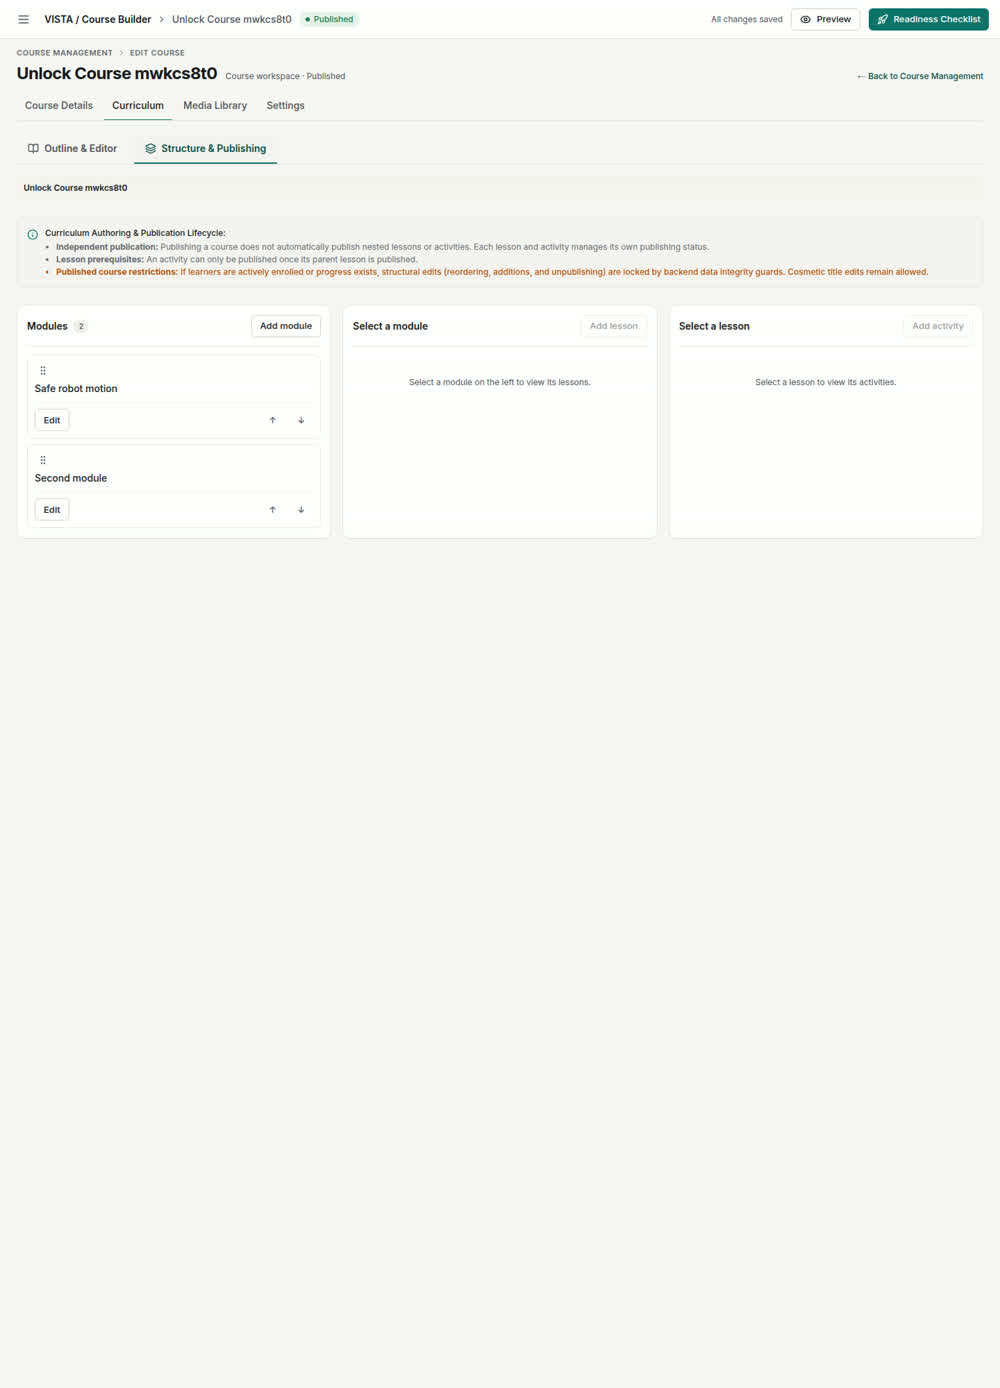 VISTA / Course Builder > Unlock Course mwkcs8t0 Published All changes saved Preview Readiness Checklist
COURSE MANAGEMENT > EDIT COURSE
Unlock Course mwkcs8t0 Course workspace · Published ← Back to Course Management
Course Details Curriculum Media Library Settings
Outline & Editor Structure & Publishing
Unlock Course mwkcs8t0
Curriculum Authoring & Publication Lifecycle:
• Independent publication: Publishing a course does not automatically publish nested lessons or activities. Each lesson and activity manages its own publishing status.
• Lesson prerequisites: An activity can only be published once its parent lesson is published.
• Published course restrictions: If learners are actively enrolled or progress exists, structural edits (reordering, additions, and unpublishing) are locked by backend data integrity guards. Cosmetic title edits remain allowed.
Modules 2 Add module
Safe robot motion
Edit ↑ ↓
Second module
Edit ↑ ↓
Select a module Add lesson
Select a module on the left to view its lessons.
Select a lesson Add activity
Select a lesson to view its activities.